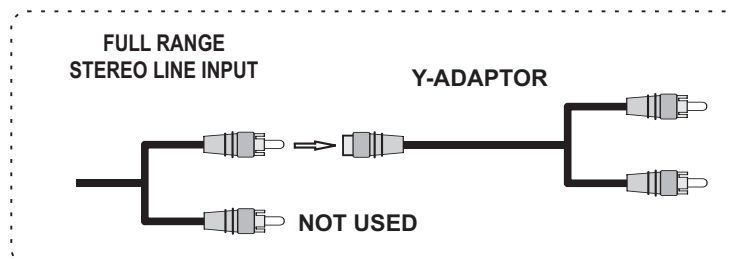 FULL RANGE
STEREO LINE INPUT
Y-ADAPTOR
NOT USED